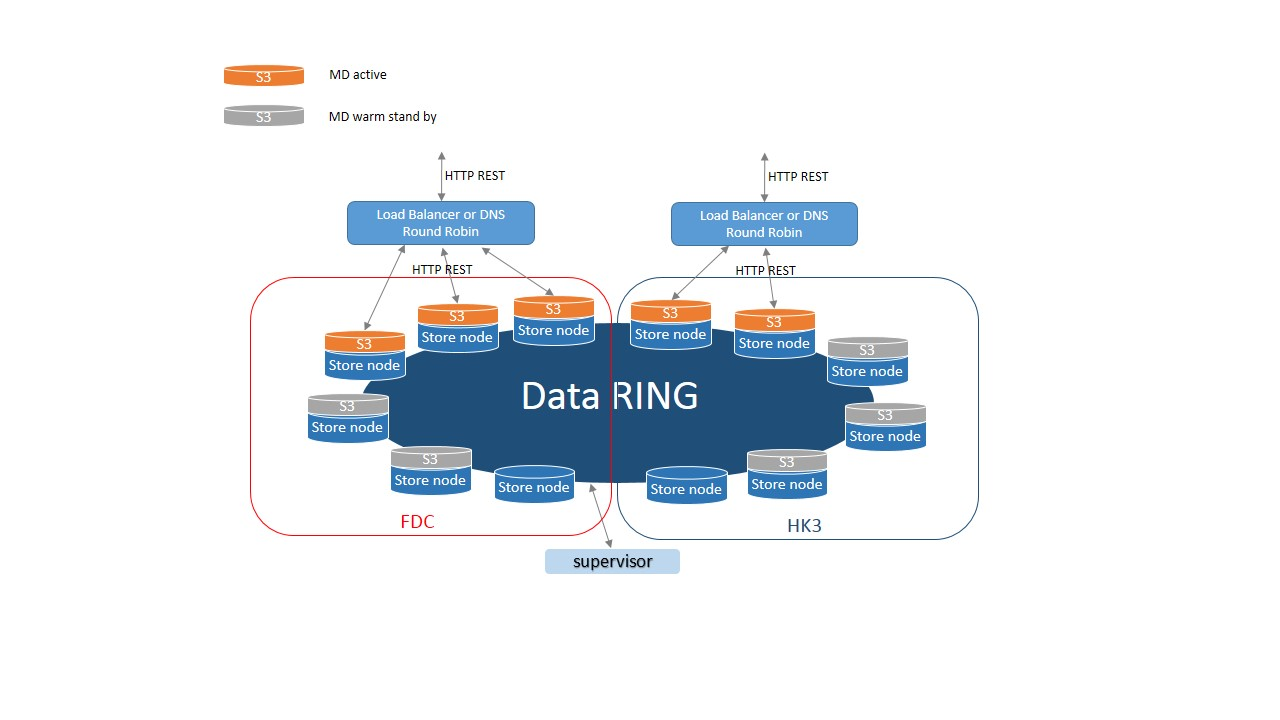 S3
MD active
S3
MD warm stand by
HTTP REST
HTTP REST
Load Balancer or DNS
Round Robin
Load Balancer or DNS
Round Robin
HTTP REST
HTTP REST
S3
Store node
S3
Store node
S3
Store node
S3
Store node
S3
Store node
S3
Store node
Data RING
S3
Store node
S3
Store node
S3
Store node
Store node
Store node
S3
Store node
FDC
HK3
supervisor